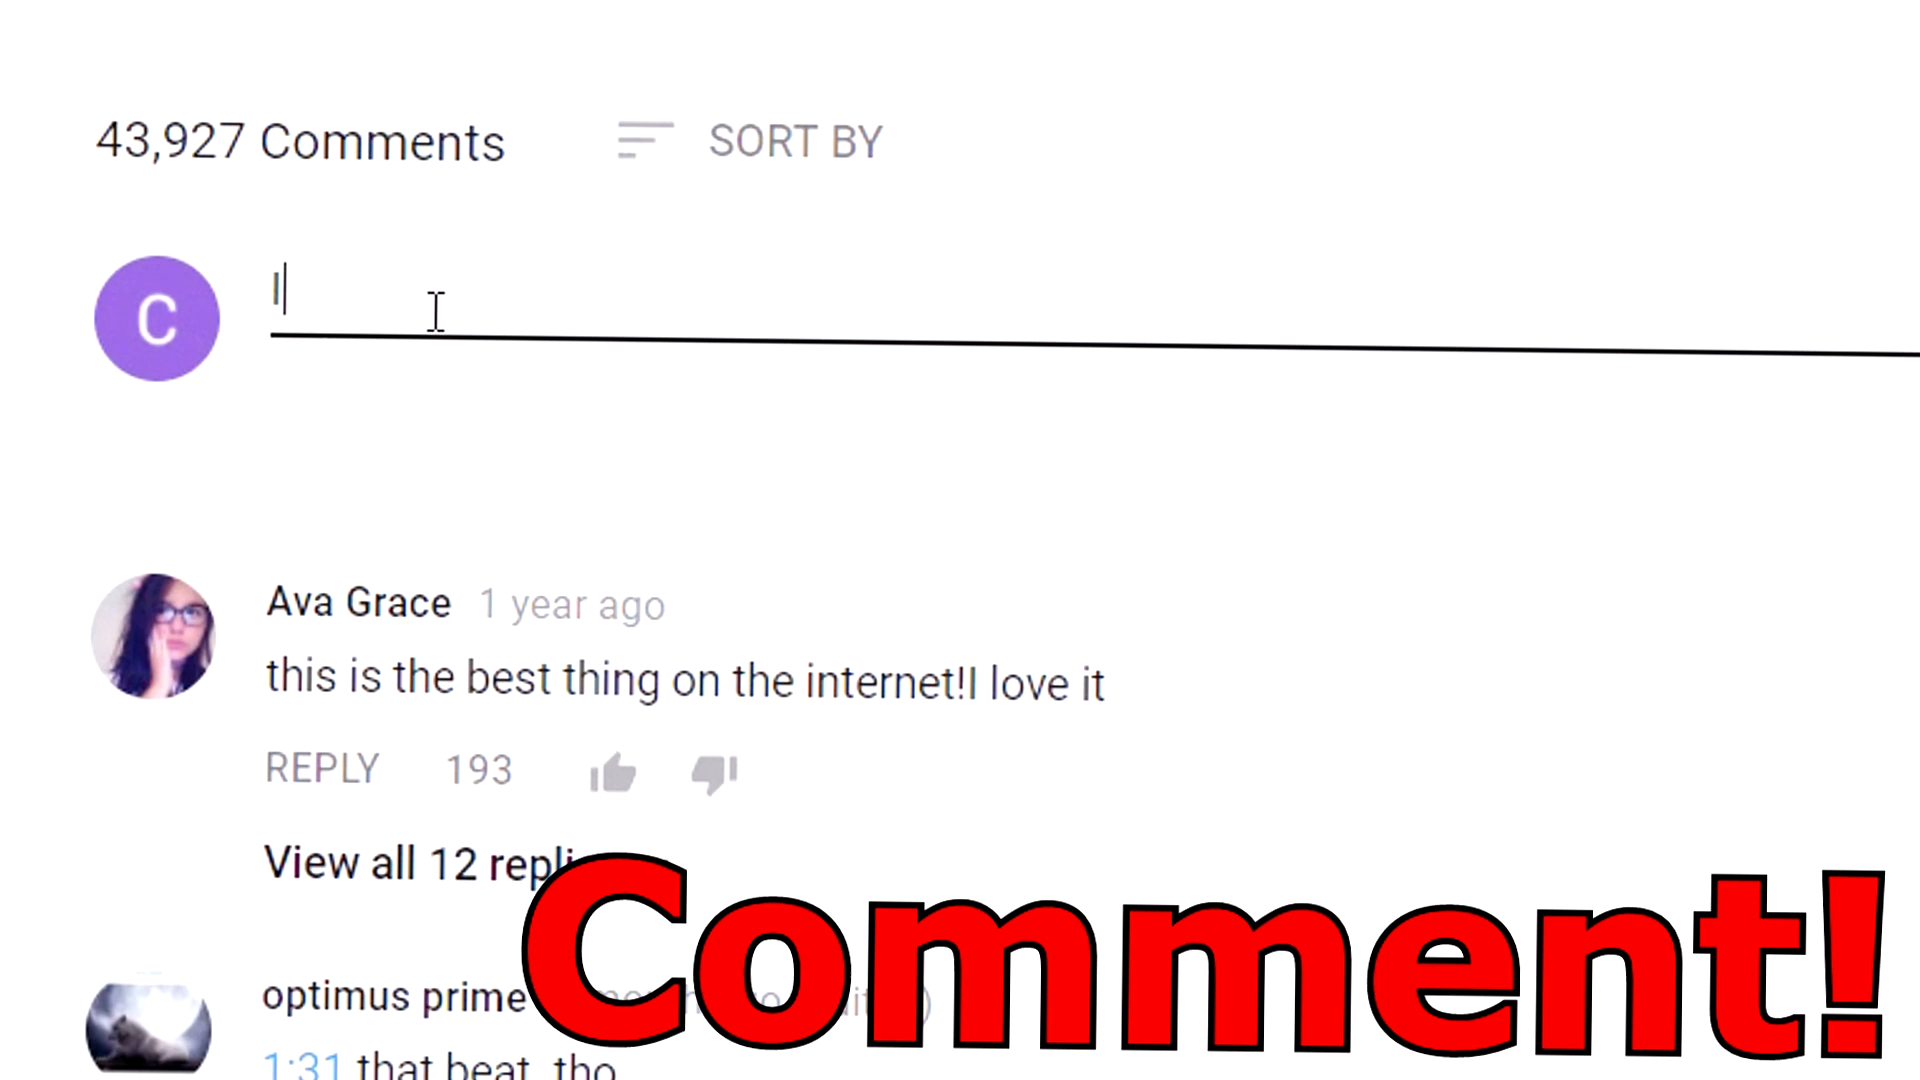 43,927 Comments SORT BY
C
I
Ava Grace 1 year ago
this is the best thing on the internet!I love it
REPLY 193
View all 12
Comment!
optimus prime
1:31 that beat tho